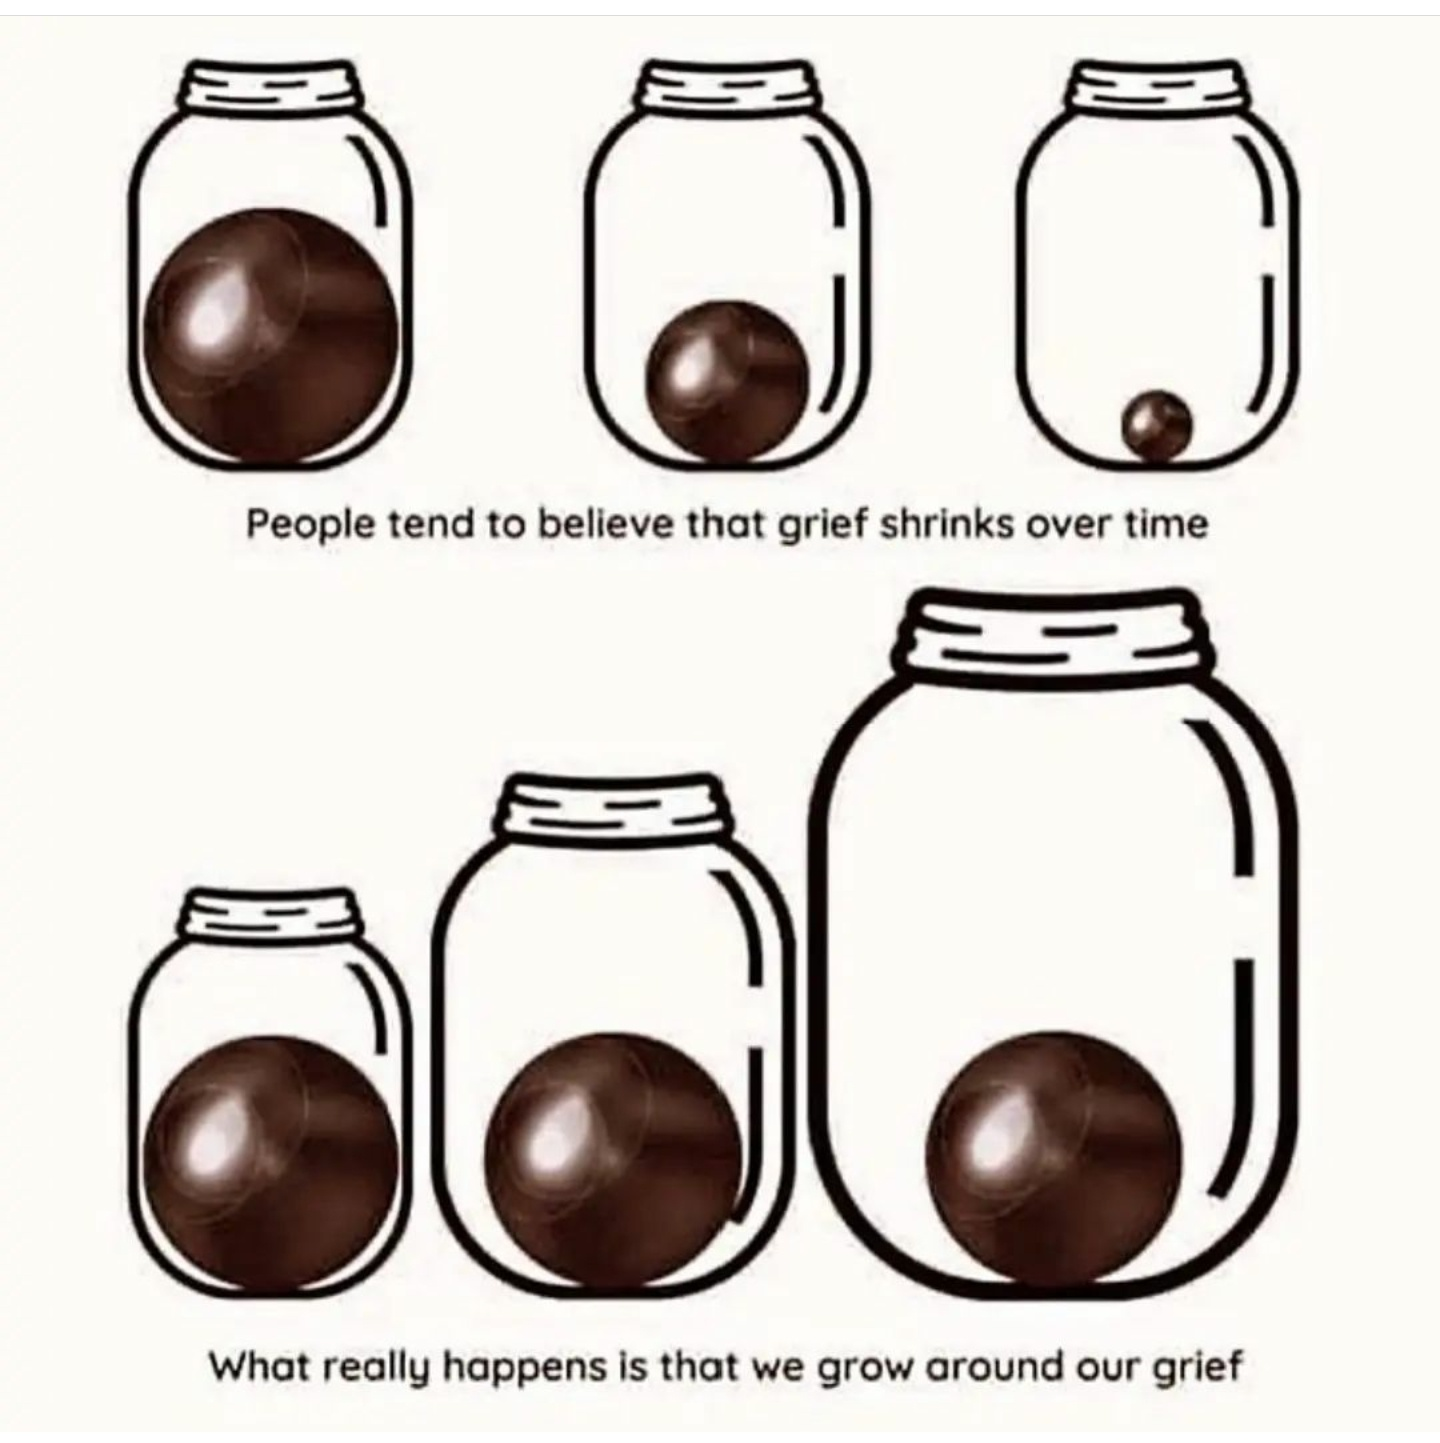 People tend to believe that grief shrinks over time
What really happens is that we grow around our grief